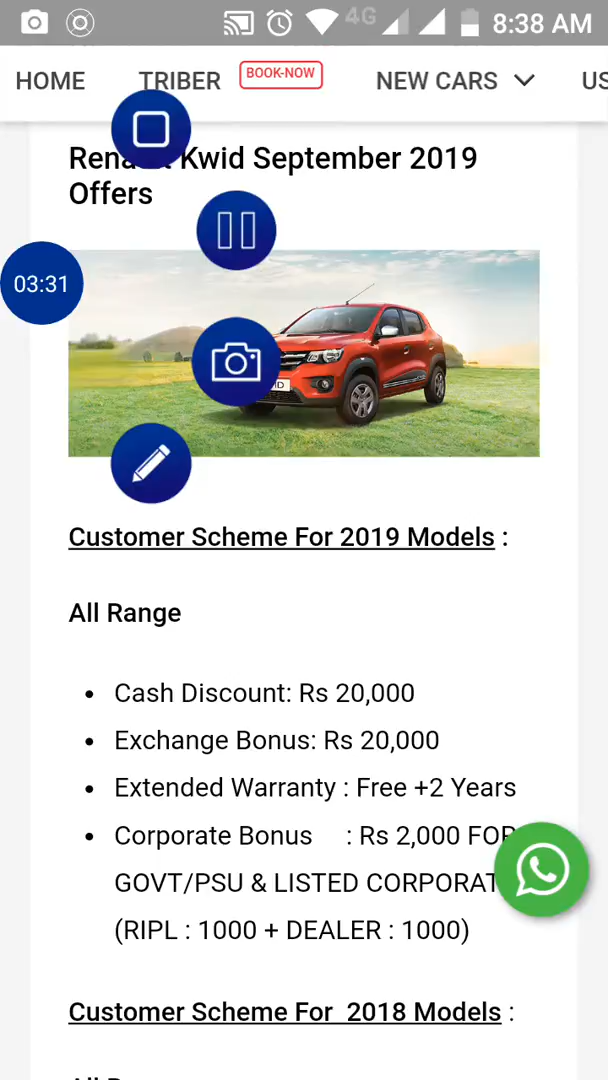 4G 8:38 AM
HOME TRIBER BOOK-NOW NEW CARS US
Kwid September 2019
Offers
03:31
Customer Scheme For 2019 Models :
All Range
• Cash Discount: Rs 20,000
• Exchange Bonus: Rs 20,000
• Extended Warranty : Free +2 Years
• Corporate Bonus : Rs 2,000 FOR
GOVT/PSU & LISTED CORPORAT
(RIPL : 1000 + DEALER : 1000)
Customer Scheme For 2018 Models :